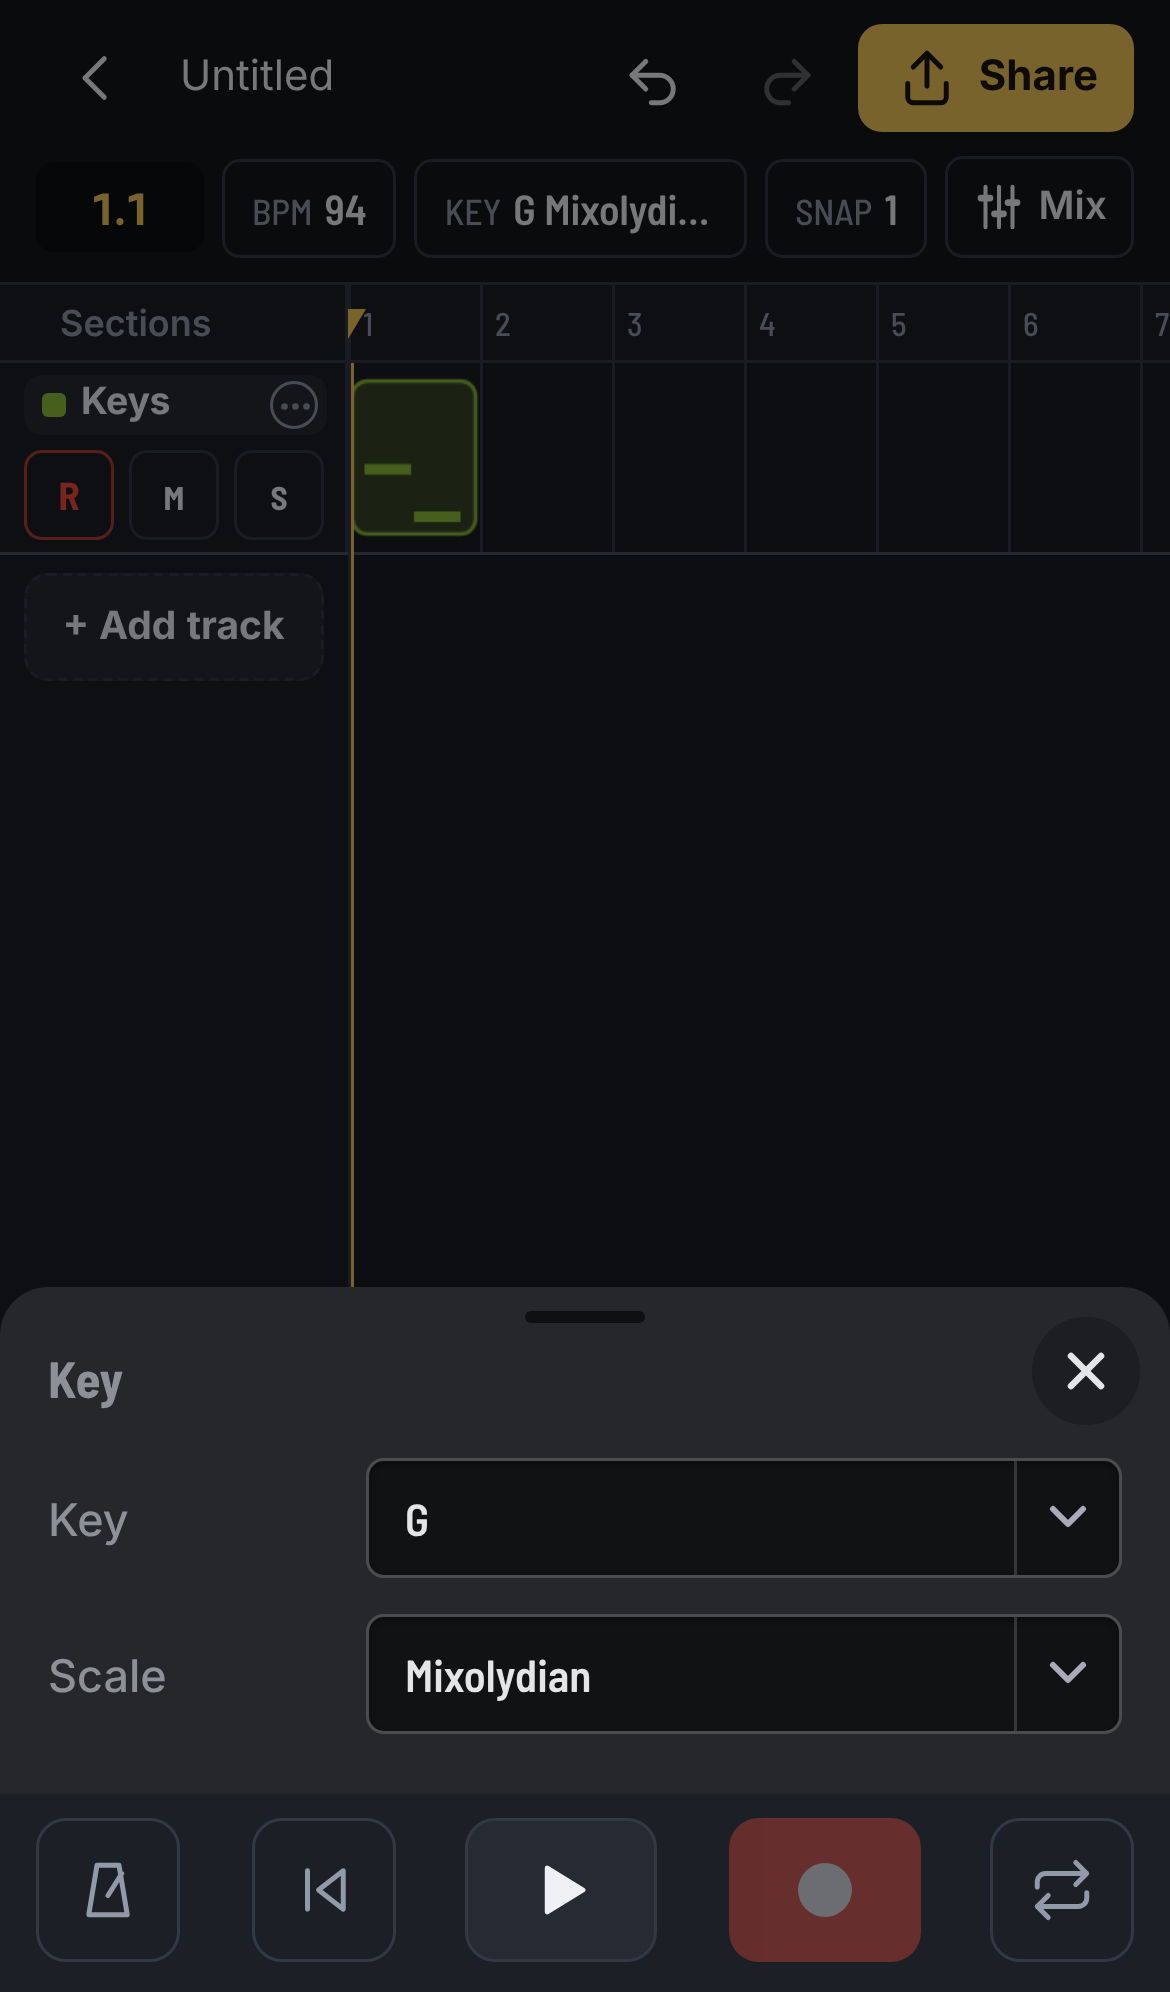 Untitled
Share
1.1
BPM 94
KEY G Mixolydi...
SNAP 1
Mix
Sections
1 2 3 4 5 6 7
Keys
R M S
+ Add track
Key
Key
G
Scale
Mixolydian